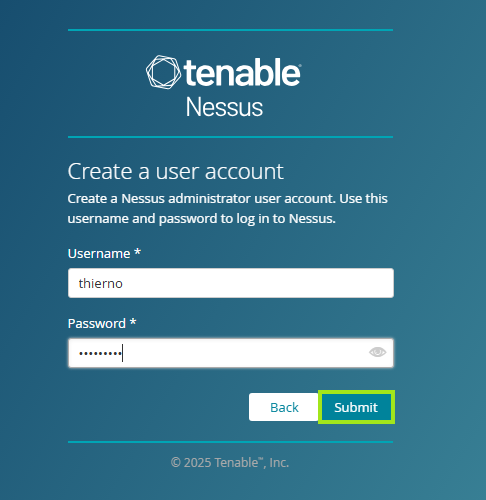 tenable
Nessus
Create a user account
Create a Nessus administrator user account. Use this
username and password to log in to Nessus.
Username *
thierno
Password *
•••••••••
Back
Submit
© 2025 Tenable™, Inc.